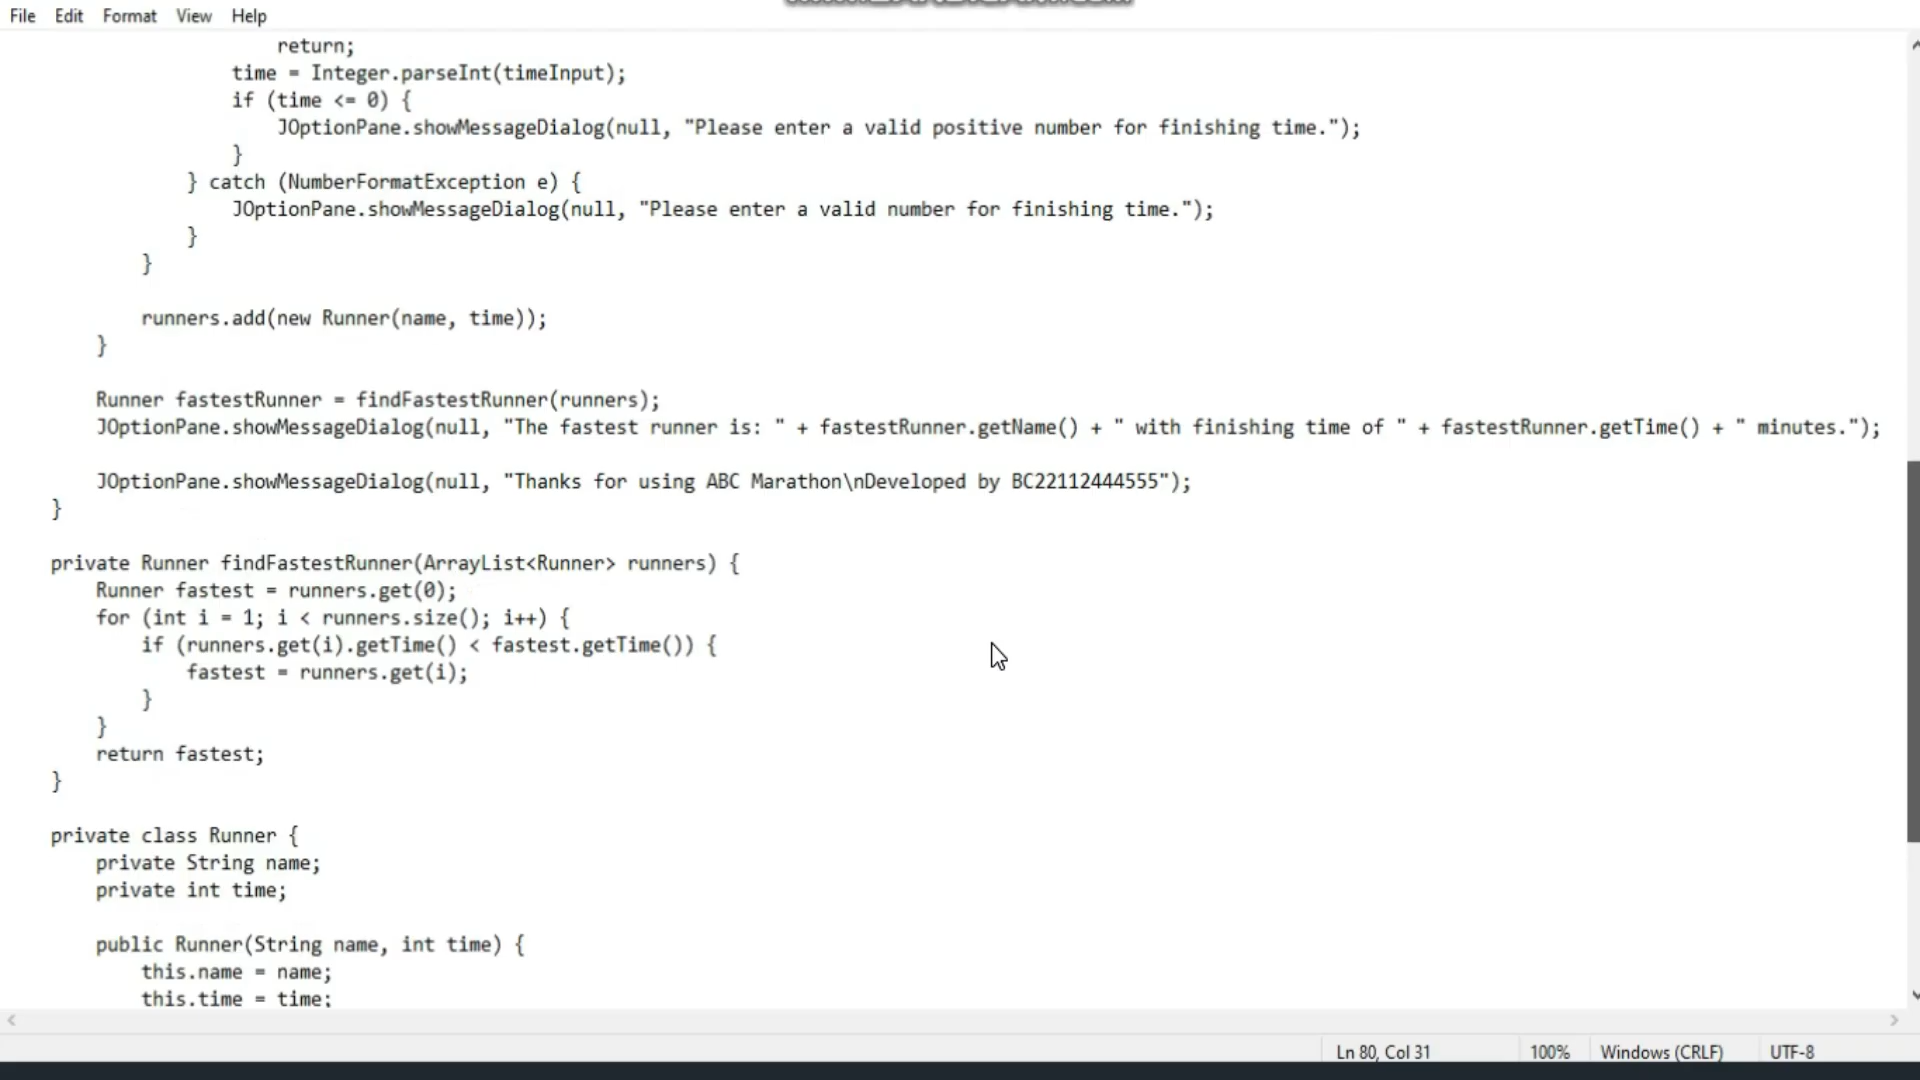 File Edit Format View Help
return;
time = Integer.parseInt(timeInput);
if (time <= 0) {
JOptionPane.showMessageDialog(null, "Please enter a valid positive number for finishing time.");
}
} catch (NumberFormatException e) {
JOptionPane.showMessageDialog(null, "Please enter a valid number for finishing time.");
}
}
runners.add(new Runner(name, time));
}
Runner fastestRunner = findFastestRunner(runners);
JOptionPane.showMessageDialog(null, "The fastest runner is: " + fastestRunner.getName() + " with finishing time of " + fastestRunner.getTime() + " minutes.");
JOptionPane.showMessageDialog(null, "Thanks for using ABC Marathon\nDeveloped by BC22112444555");
}
private Runner findFastestRunner(ArrayList<Runner> runners) {
Runner fastest = runners.get(0);
for (int i = 1; i < runners.size(); i++) {
if (runners.get(i).getTime() < fastest.getTime()) {
fastest = runners.get(i);
}
}
return fastest;
}
private class Runner {
private String name;
private int time;
public Runner(String name, int time) {
this.name = name;
this.time = time;
Ln 80, Col 31 100% Windows (CRLF) UTF-8